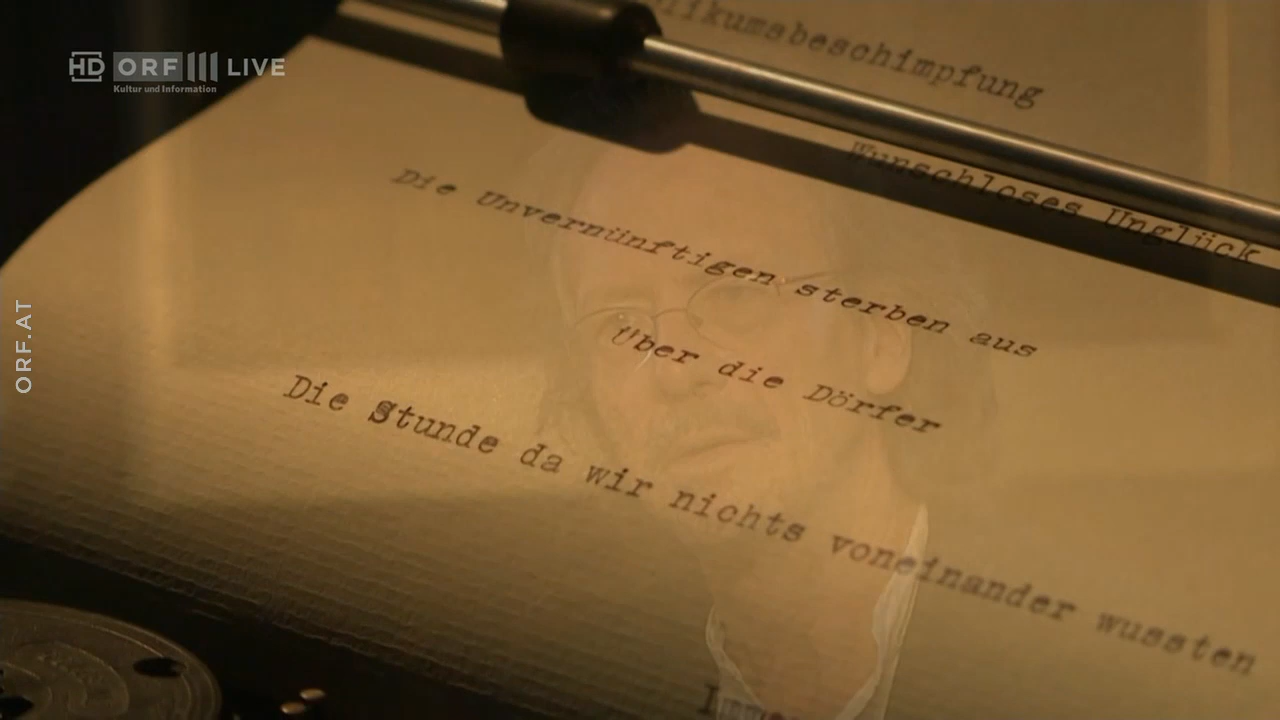 HD ORF III LIVE
Kultur und Information
ORF.AT
likumsbeschimpfung
Wunschloses Unglück
Die Unvernünftigen sterben aus
Über die Dörfer
Die Stunde da wir nichts voneinander wussten